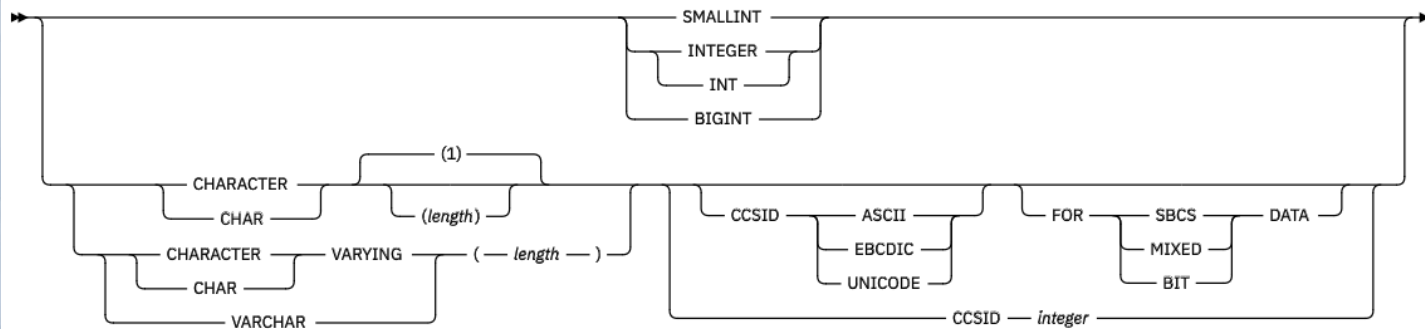 SMALLINT
INTEGER
INT
BIGINT
(1)
CHARACTER
CHAR
(length)
CHARACTER VARYING ( length )
CHAR
VARCHAR
CCSID ASCII FOR SBCS DATA
EBCDIC MIXED
UNICODE BIT
CCSID integer